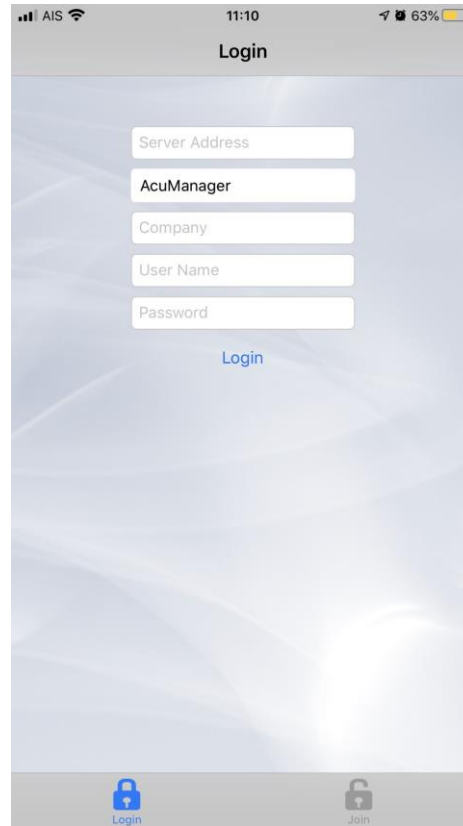 AIS 11:10 63%
Login
Server Address
AcuManager
Company
User Name
Password
Login
Login Join